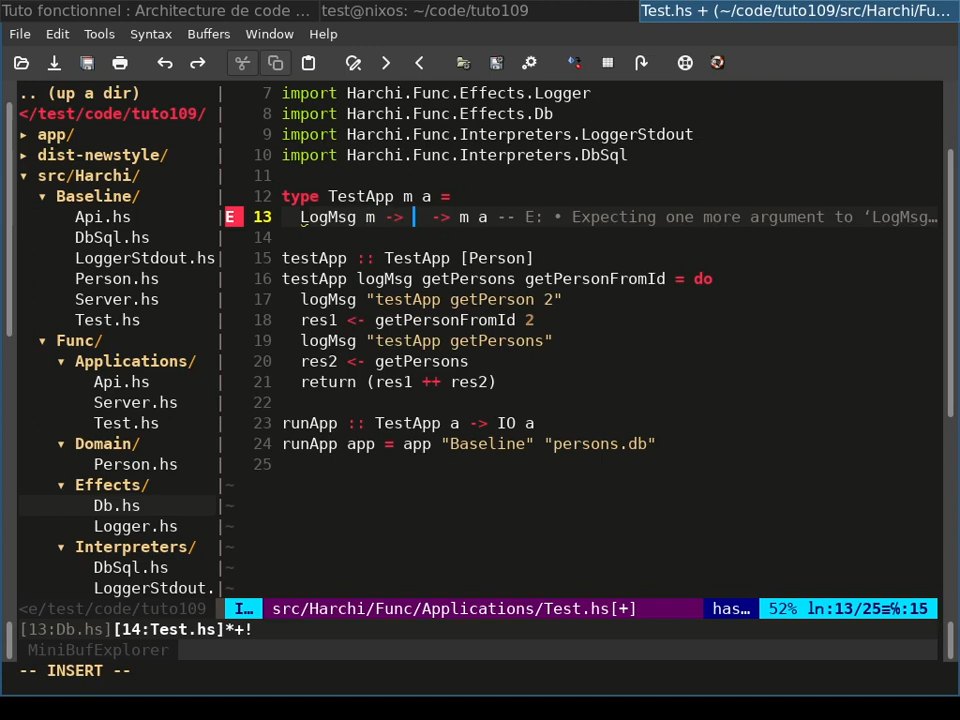 Tuto fonctionnel : Architecture de code ...
test@nixos: ~/code/tuto109
Test.hs + (~/code/tuto109/src/Harchi/Fu...
File Edit Tools Syntax Buffers Window Help
.. (up a dir)
</test/code/tuto109/
▸ app/
▸ dist-newstyle/
▾ src/Harchi/
▾ Baseline/
Api.hs
DbSql.hs
LoggerStdout.hs
Person.hs
Server.hs
Test.hs
▾ Func/
▾ Applications/
Api.hs
Server.hs
Test.hs
▾ Domain/
Person.hs
▾ Effects/
Db.hs
Logger.hs
▾ Interpreters/
DbSql.hs
LoggerStdout.
<e/test/code/tuto109
7 import Harchi.Func.Effects.Logger
8 import Harchi.Func.Effects.Db
9 import Harchi.Func.Interpreters.LoggerStdout
10 import Harchi.Func.Interpreters.DbSql
11
12 type TestApp m a =
E 13 LogMsg m -> -> m a -- E: • Expecting one more argument to ‘LogMsg…
14
15 testApp :: TestApp [Person]
16 testApp logMsg getPersons getPersonFromId = do
17 logMsg "testApp getPerson 2"
18 res1 <- getPersonFromId 2
19 logMsg "testApp getPersons"
20 res2 <- getPersons
21 return (res1 ++ res2)
22
23 runApp :: TestApp a -> IO a
24 runApp app = app "Baseline" "persons.db"
25
~
~
~
~
~
~
I… src/Harchi/Func/Applications/Test.hs[+] has… 52% ln:13/25≡℅:15
[13:Db.hs][14:Test.hs]*+!
MiniBufExplorer
-- INSERT --